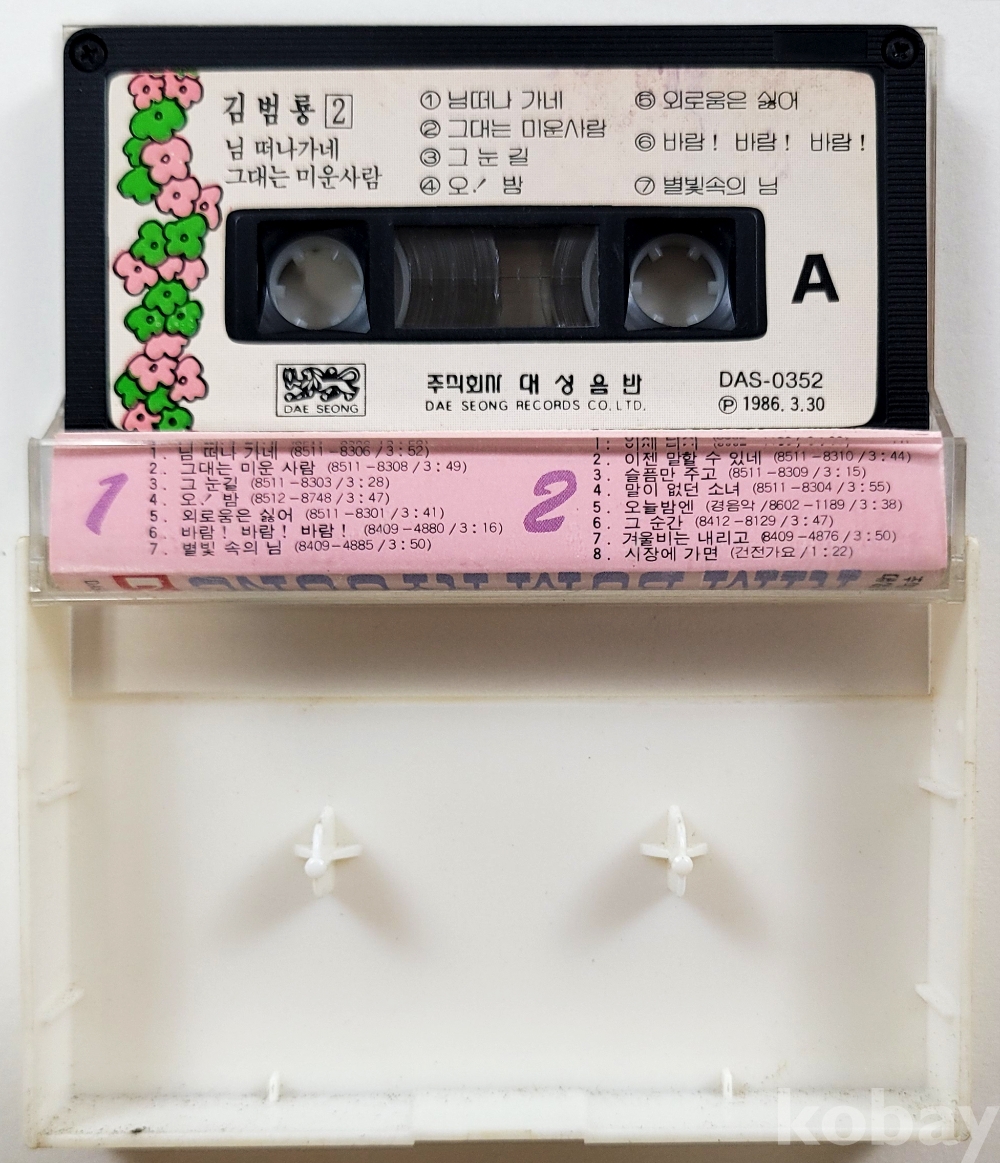 김범룡 2
님 떠나가네
그대는 미운사람
① 님떠나 가네
② 그대는 미운사람
③ 그 눈 길
④ 오! 밤
⑤ 외로움은 싫어
⑥ 바람! 바람! 바람!
⑦ 별빛속의 님
A
DAE SEONG
주식회사 대성음반
DAE SEONG RECORDS CO. LTD.
DAS-0352
Ⓟ 1986. 3. 30
1
1. 님 떠나 가네 (8511-8306/3:52)
2. 그대는 미운 사람 (8511-8308/3:49)
3. 그 눈길 (8511-8303/3:28)
4. 오! 밤 (8512-8748/3:47)
5. 외로움은 싫어 (8511-8301/3:41)
6. 바람! 바람! 바람! (8409-4880/3:16)
7. 별빛 속의 님 (8409-4885/3:50)
2
1.
2. 이젠 말할 수 있네 (8511-8310/3:44)
3. 슬픔만 주고 (8511-8309/3:15)
4. 말이 없던 소녀 (8511-8304/3:55)
5. 오늘밤엔 (경음악/8602-1189/3:38)
6. 그 순간 (8412-8129/3:47)
7. 겨울비는 내리고 (8409-4876/3:50)
8. 시장에 가면 (건전가요/1:22)
kobay